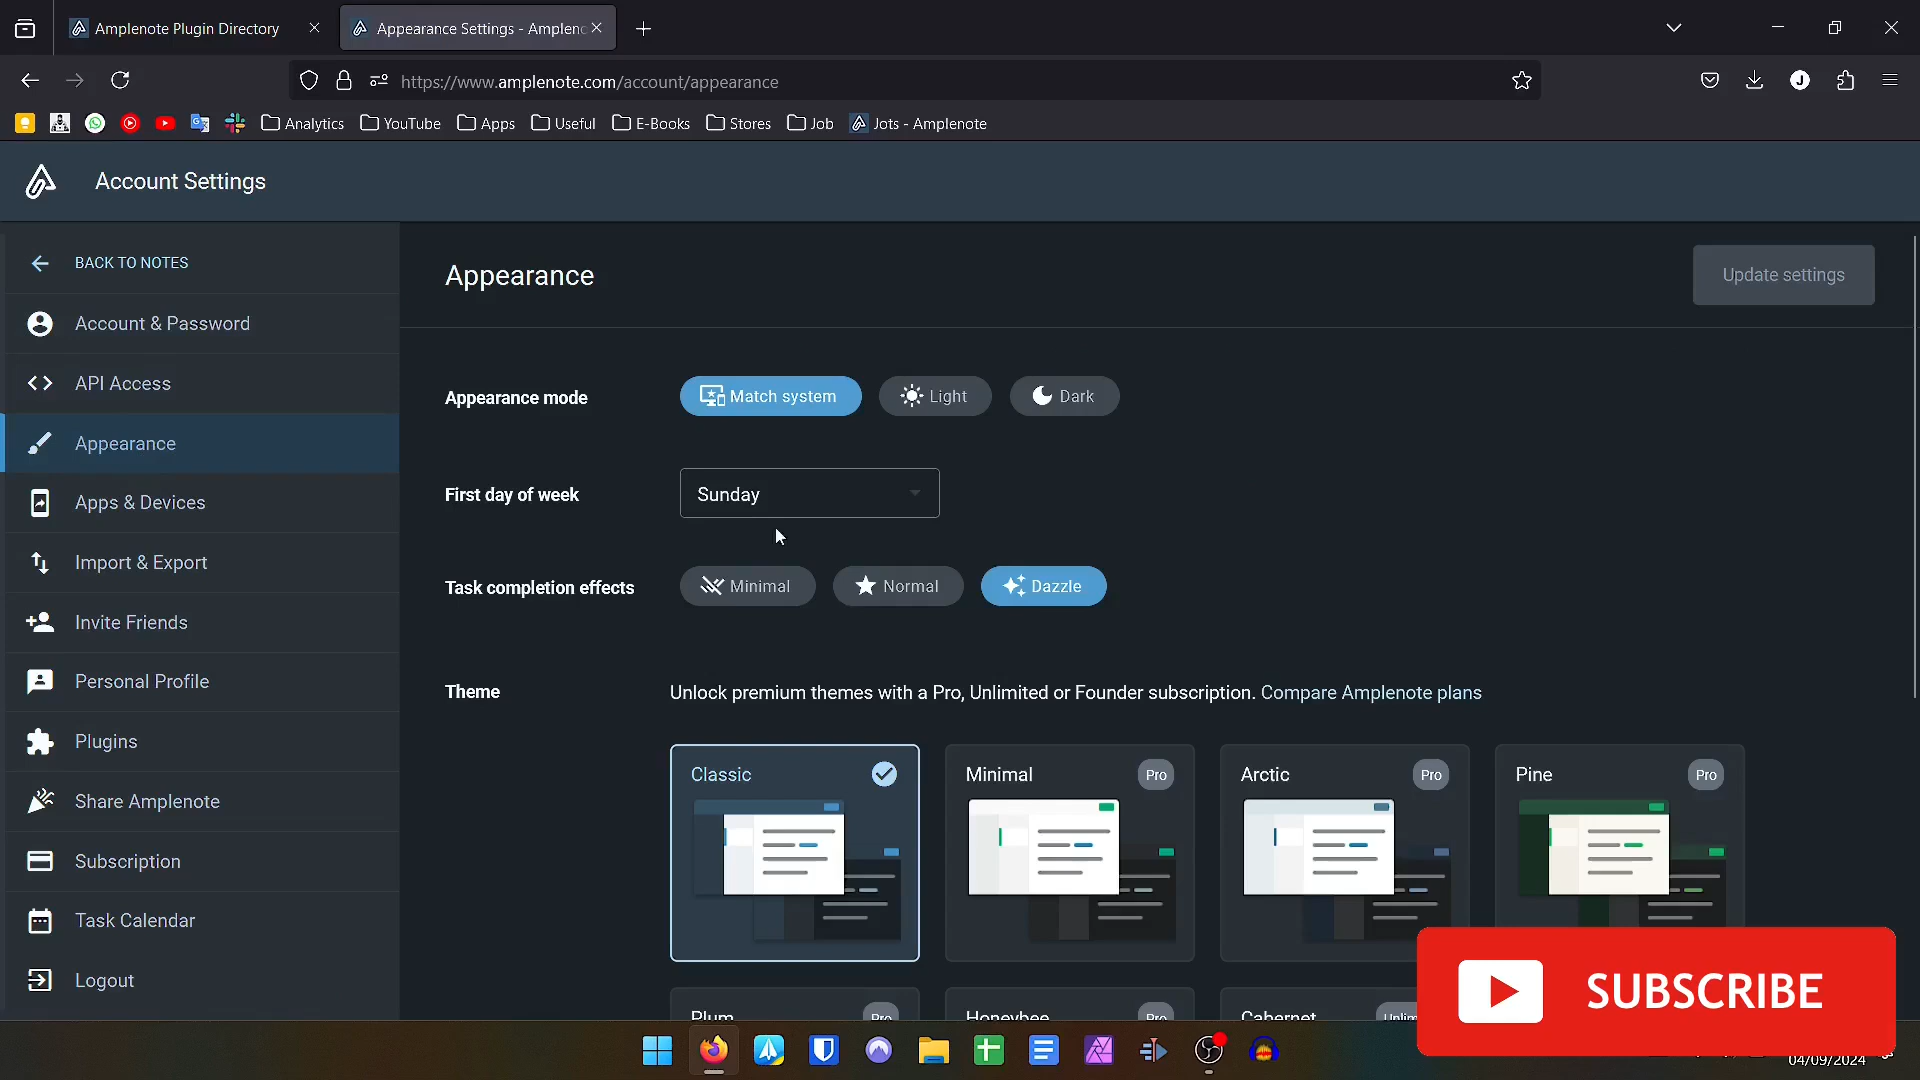 Amplenote Plugin Directory
Appearance Settings - Amplenc
https://www.amplenote.com/account/appearance
J
Analytics
YouTube
Apps
Useful
E-Books
Stores
Job
Jots - Amplenote
Account Settings
BACK TO NOTES
Account & Password
API Access
Appearance
Apps & Devices
Import & Export
Invite Friends
Personal Profile
Plugins
Share Amplenote
Subscription
Task Calendar
Logout
Appearance
Update settings
Appearance mode
Match system
Light
Dark
First day of week
Sunday
Task completion effects
Minimal
Normal
Dazzle
Theme
Unlock premium themes with a Pro, Unlimited or Founder subscription. Compare Amplenote plans
Classic
Minimal
Pro
Arctic
Pro
Pine
Pro
Plum
Pro
Honeybee
Pro
Cabernet
Unlim
SUBSCRIBE
04/09/2024